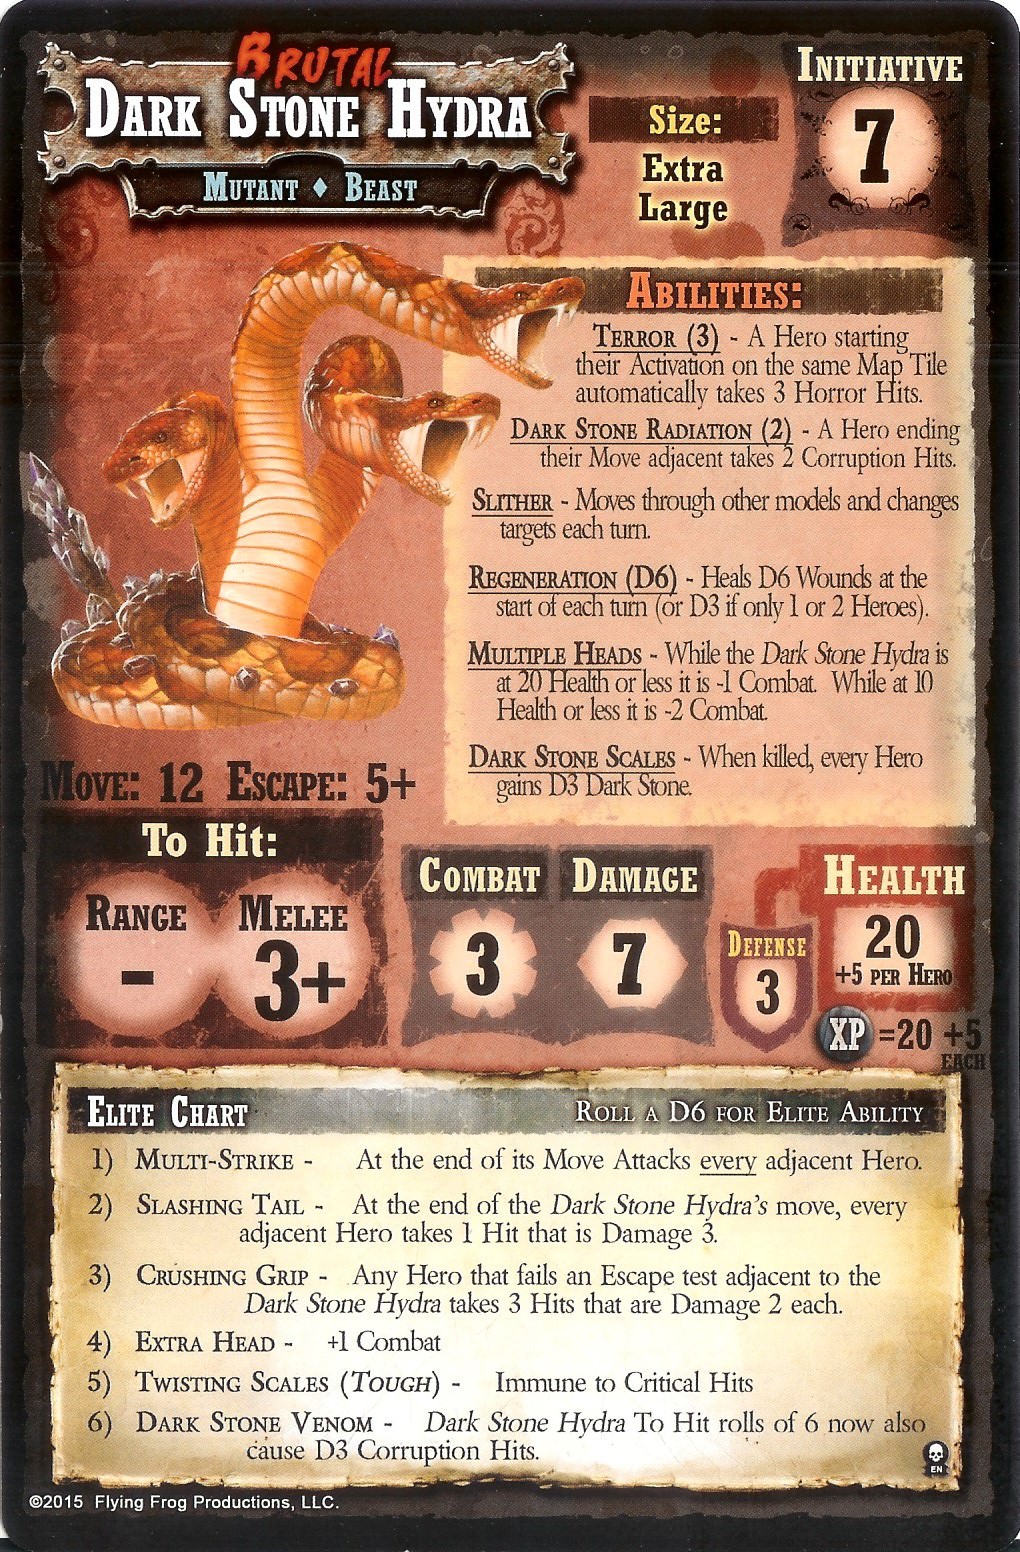 BRUTAL
DARK STONE HYDRA
MUTANT ♦ BEAST
Size:
Extra
Large
INITIATIVE
7
ABILITIES:
TERROR (3) - A Hero starting
their Activation on the same Map Tile
automatically takes 3 Horror Hits.
DARK STONE RADIATION (2) - A Hero ending
their Move adjacent takes 2 Corruption Hits.
SLITHER - Moves through other models and changes
targets each turn.
REGENERATION (D6) - Heals D6 Wounds at the
start of each turn (or D3 if only 1 or 2 Heroes).
MULTIPLE HEADS - While the Dark Stone Hydra is
at 20 Health or less it is -1 Combat. While at 10
Health or less it is -2 Combat.
DARK STONE SCALES - When killed, every Hero
gains D3 Dark Stone.
MOVE: 12 ESCAPE: 5+
To Hit:
RANGE
-
MELEE
3+
COMBAT
3
DAMAGE
7
DEFENSE
3
HEALTH
20
+5 PER HERO
XP =20 +5
EACH
ELITE CHART
ROLL A D6 FOR ELITE ABILITY
1) MULTI-STRIKE - At the end of its Move Attacks every adjacent Hero.
2) SLASHING TAIL - At the end of the Dark Stone Hydra's move, every
adjacent Hero takes 1 Hit that is Damage 3.
3) CRUSHING GRIP - Any Hero that fails an Escape test adjacent to the
Dark Stone Hydra takes 3 Hits that are Damage 2 each.
4) EXTRA HEAD - +1 Combat
5) TWISTING SCALES (TOUGH) - Immune to Critical Hits
6) DARK STONE VENOM - Dark Stone Hydra To Hit rolls of 6 now also
cause D3 Corruption Hits.
EN
©2015 Flying Frog Productions, LLC.